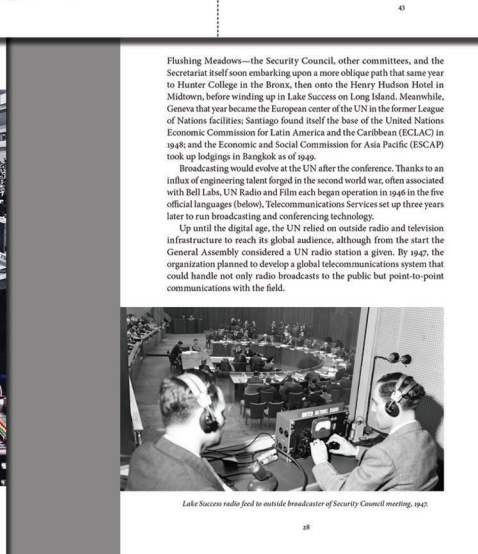 43
Flushing Meadows—the Security Council, other committees, and the
Secretariat itself soon embarking upon a more oblique path that same year
to Hunter College in the Bronx, then onto the Henry Hudson Hotel in
Midtown, before winding up in Lake Success on Long Island. Meanwhile,
Geneva that year became the European center of the UN in the former League
of Nations facilities; Santiago found itself the base of the United Nations
Economic Commission for Latin America and the Caribbean (ECLAC) in
1948; and the Economic and Social Commission for Asia Pacific (ESCAP)
took up lodgings in Bangkok as of 1949.
Broadcasting would evolve at the UN after the conference. Thanks to an
influx of engineering talent forged in the second world war, often associated
with Bell Labs, UN Radio and Film each began operation in 1946 in the five
official languages (below), Telecommunications Services set up three years
later to run broadcasting and conferencing technology.
Up until the digital age, the UN relied on outside radio and television
infrastructure to reach its global audience, although from the start the
General Assembly considered a UN radio station a given. By 1947, the
organization planned to develop a global telecommunications system that
could handle not only radio broadcasts to the public but point-to-point
communications with the field.
UNITED NATIONS RADIO
Lake Success radio feed to outside broadcaster of Security Council meeting, 1947.
28